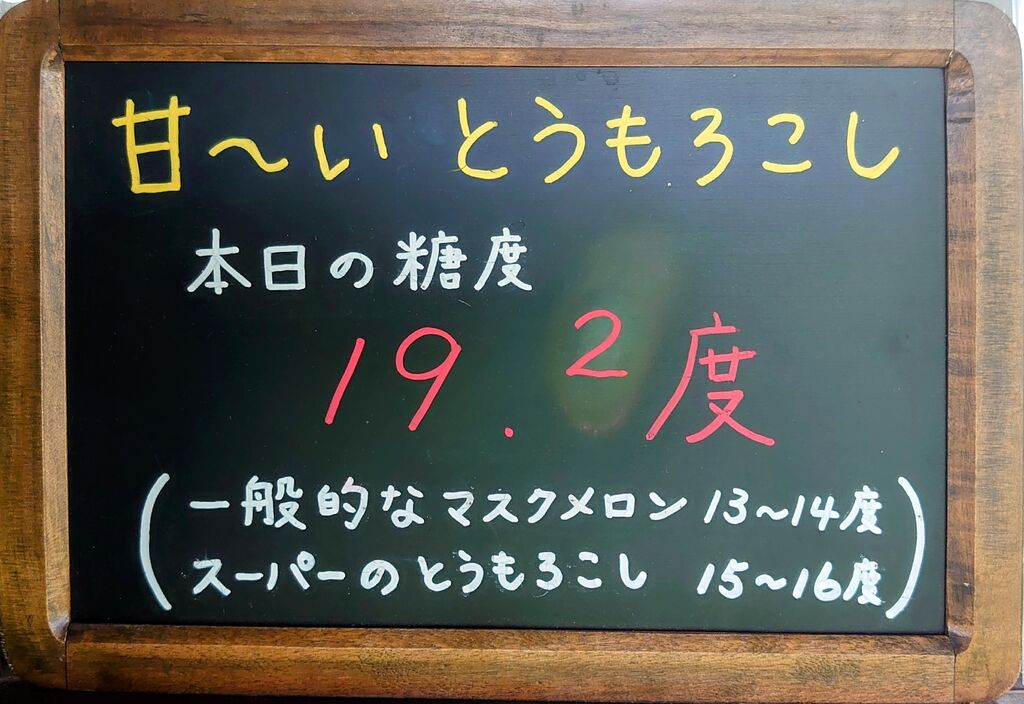 甘〜いとうもろこし
本日の糖度
19.2度
(一般的なマスクメロン 13〜14度
スーパーのとうもろこし 15〜16度)